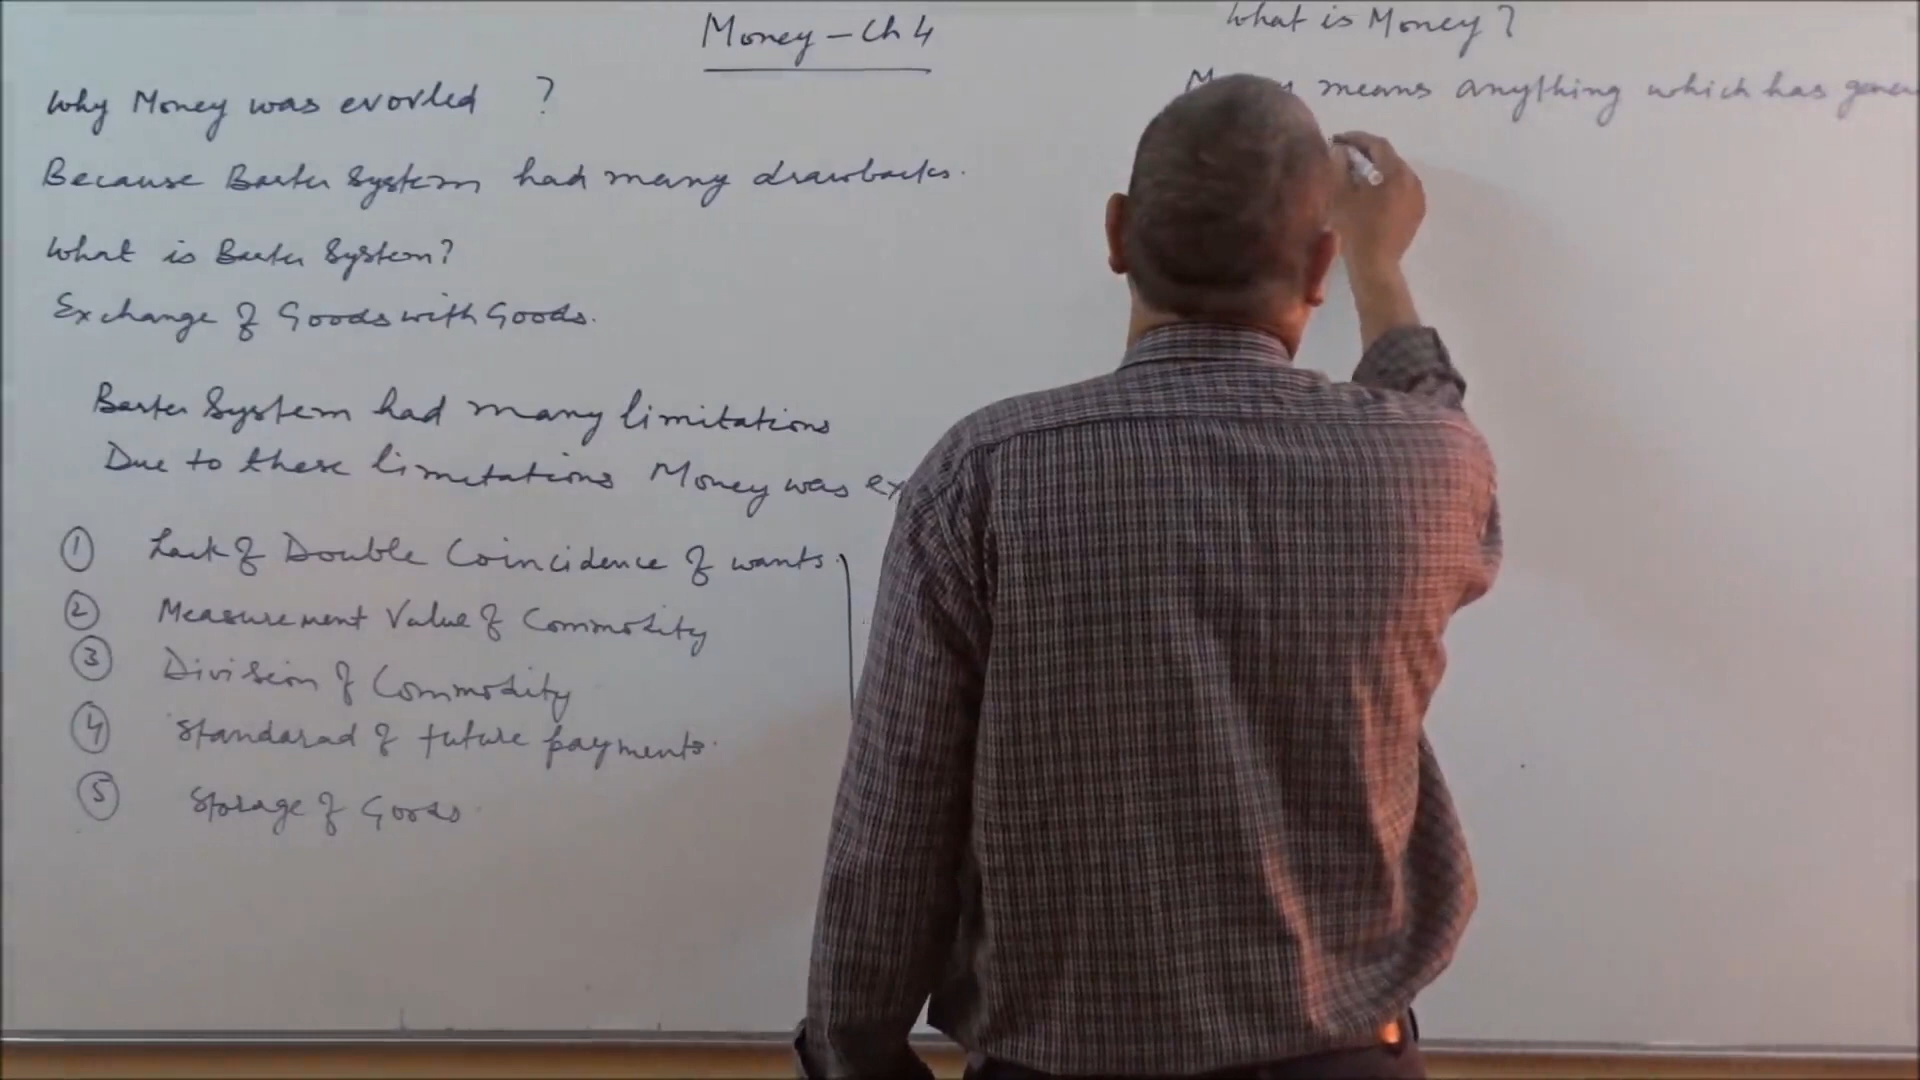 Money – Ch 4
Why Money was evovled ?
Because Barter System had many drawbacks.
What is Barter System?
Exchange of Goods with Goods.
Barter System had many limitations
Due to these limitations Money was
① Lack of Double Coincidence of wants.
② Measurement Value of Commodity
③ Division of Commodity
④ Standarad of future payments.
⑤ Storage of Goods.
What is Money?
means anything which has